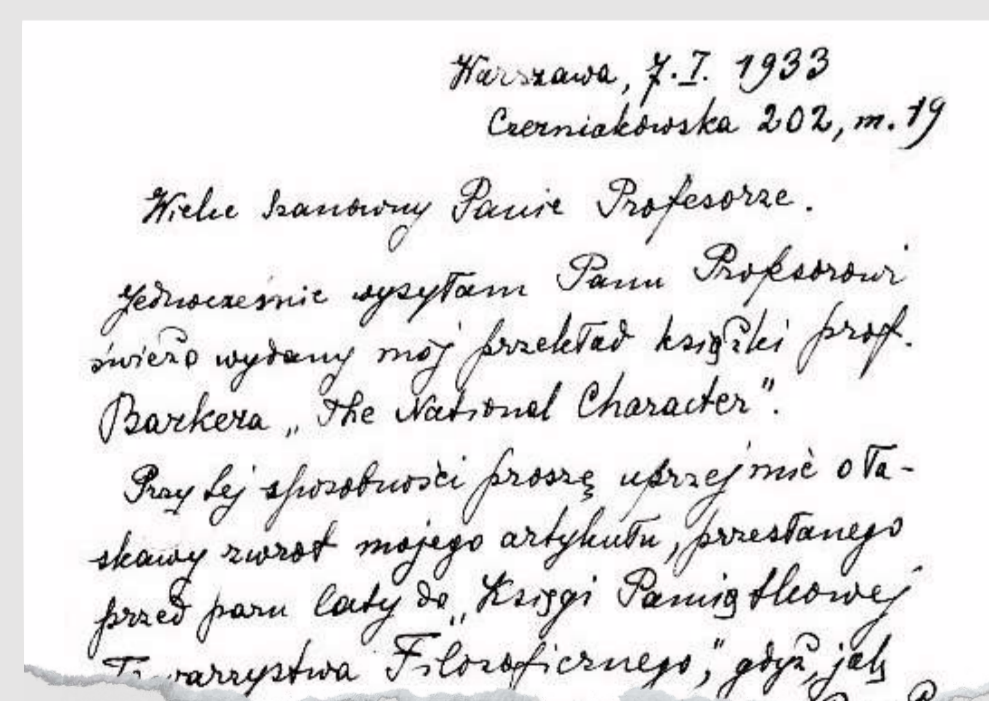 Warszawa, 7.I. 1933
Czerniakowska 202, m. 19
Wielce Szanowny Panie Profesorze.
Jednocześnie wysyłam Panu Profesorowi
świeżo wydany mój przekład książki prof.
Barkera „The National Character”.
Przy tej sposobności proszę uprzejmie o ła-
skawy zwrot mojego artykułu, przesłanego
przed paru laty do „Księgi Pamiątkowej
Towarzystwa Filozoficznego”, gdyż, jak